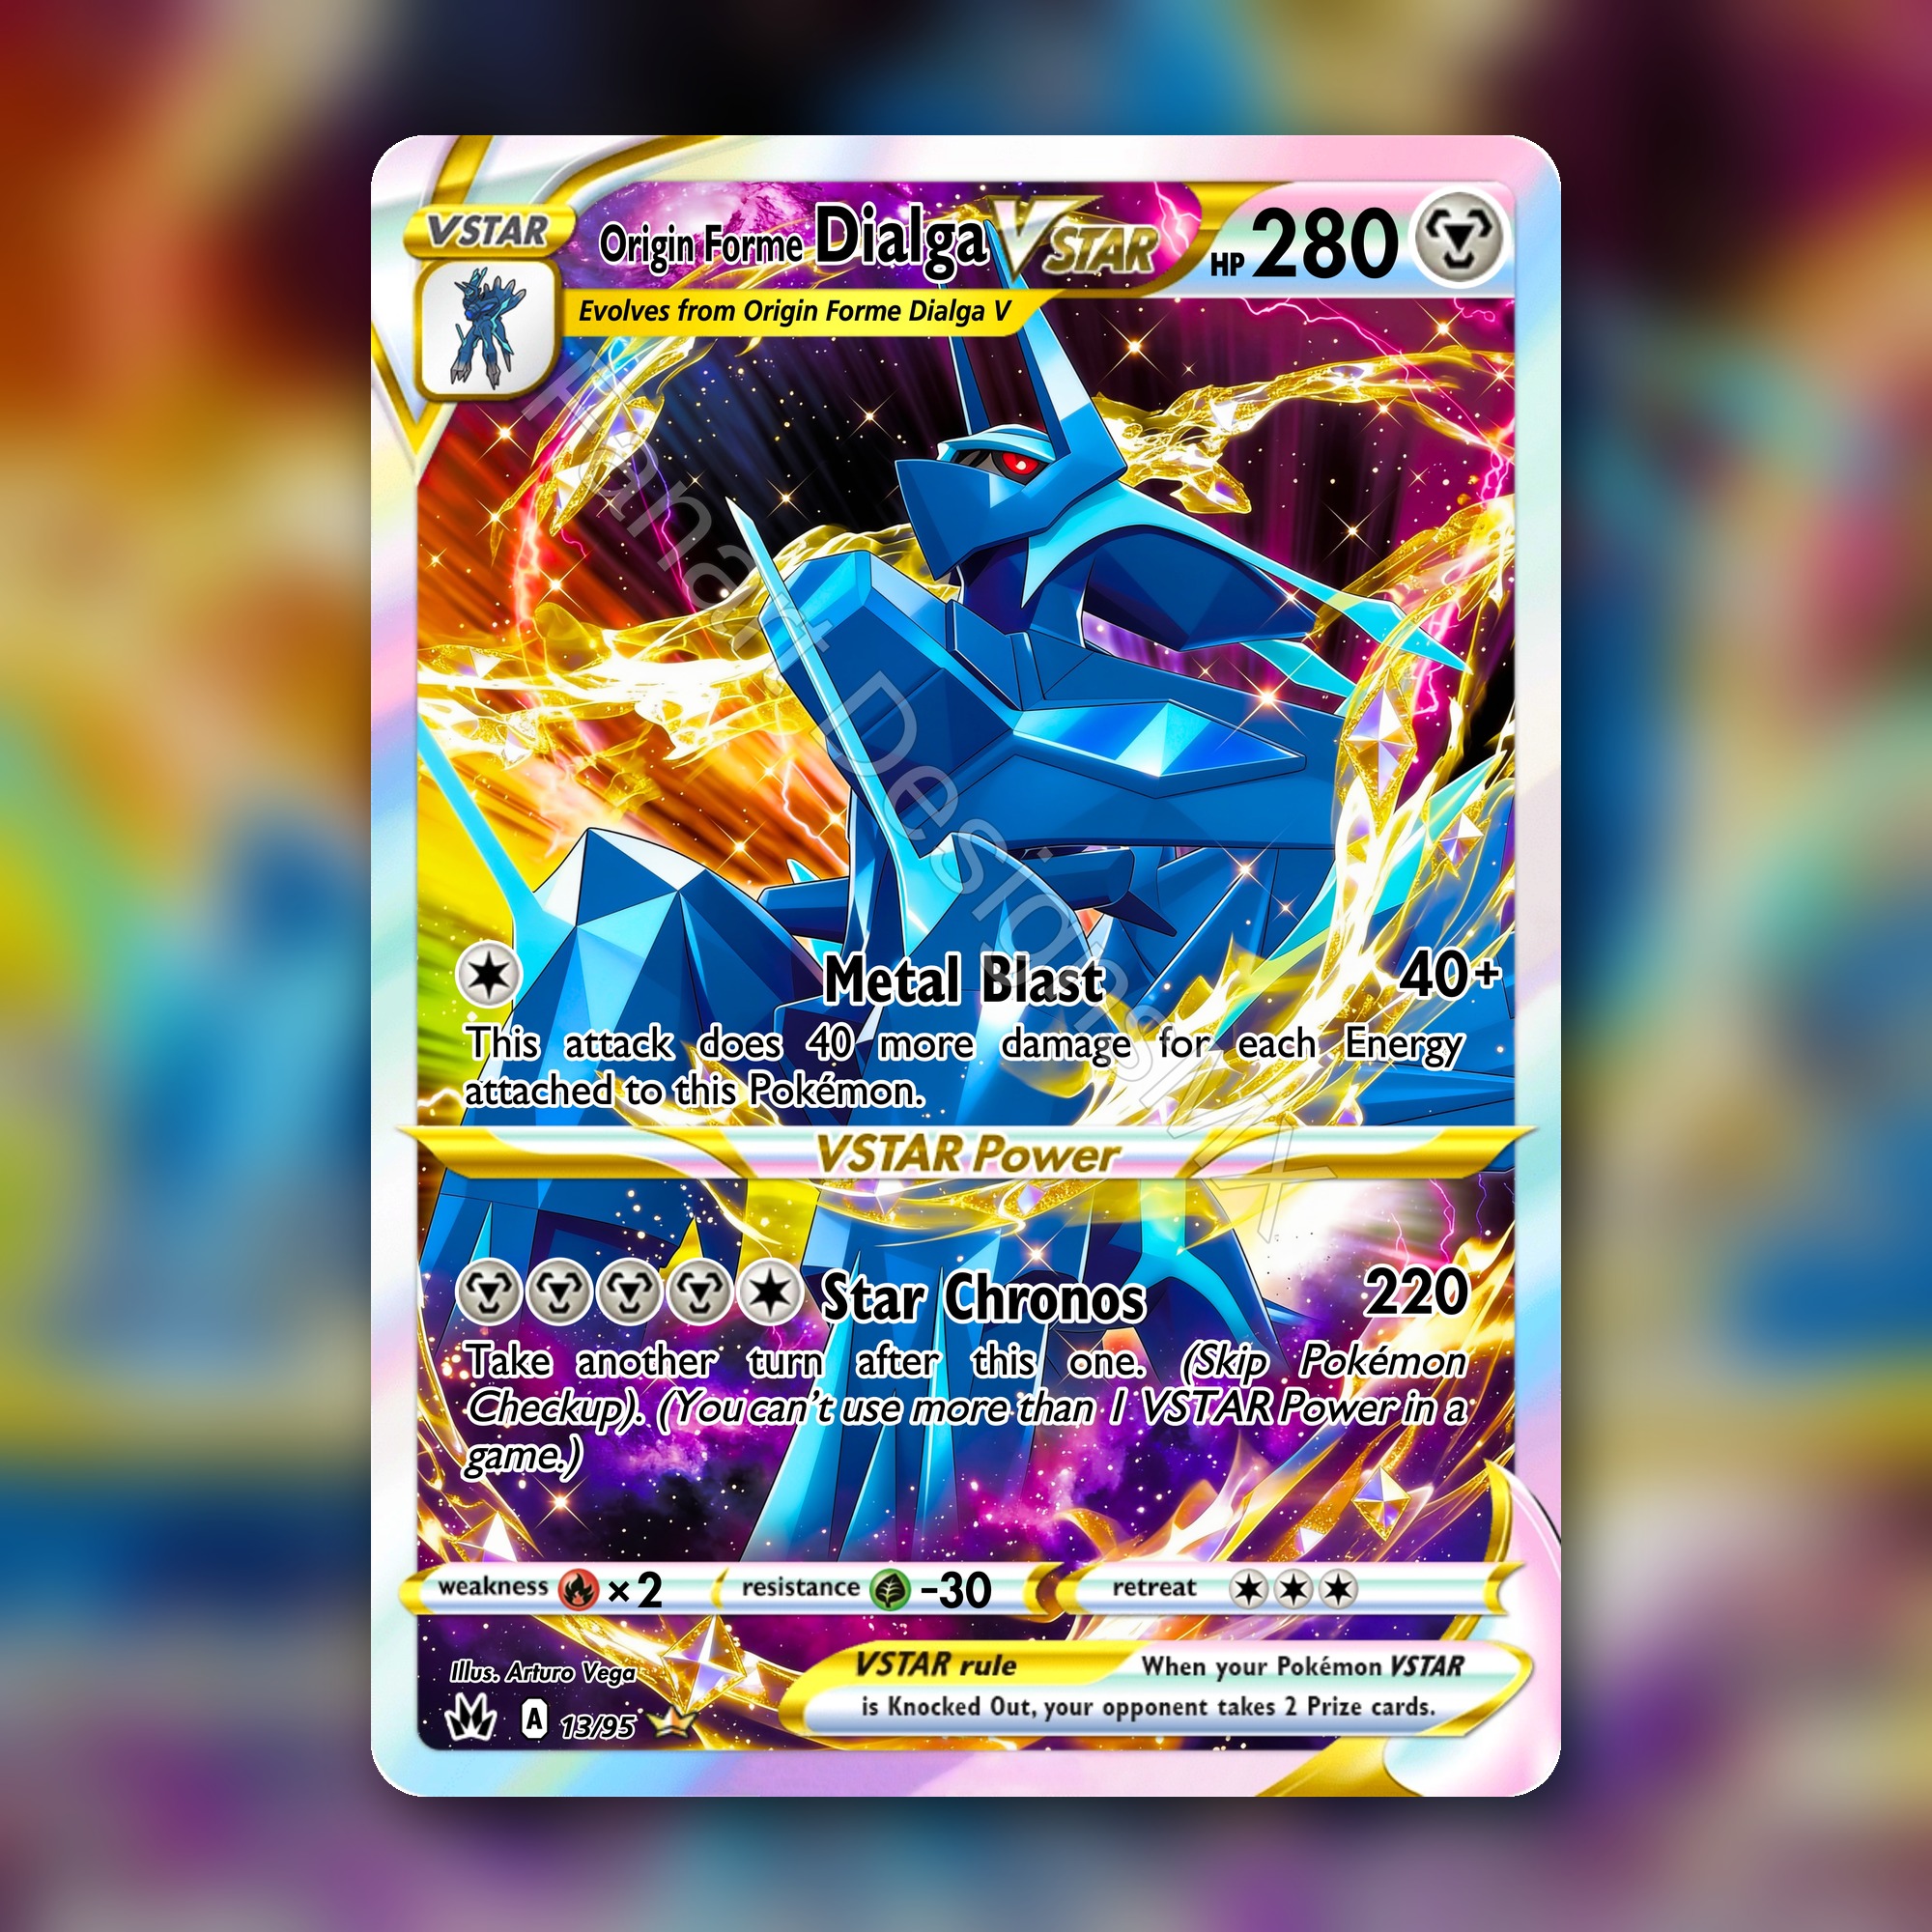 VSTAR
Origin Forme Dialga VSTAR
HP 280
Evolves from Origin Forme Dialga V
Metal Blast 40+
This attack does 40 more damage for each Energy
attached to this Pokémon.
VSTAR Power
Star Chronos 220
Take another turn after this one. (Skip Pokémon
Checkup). (You can't use more than 1 VSTAR Power in a
game.)
weakness ×2 resistance -30 retreat
Illus. Arturo Vega
A 13/95
VSTAR rule When your Pokémon VSTAR
is Knocked Out, your opponent takes 2 Prize cards.
Fanart DesignsMX